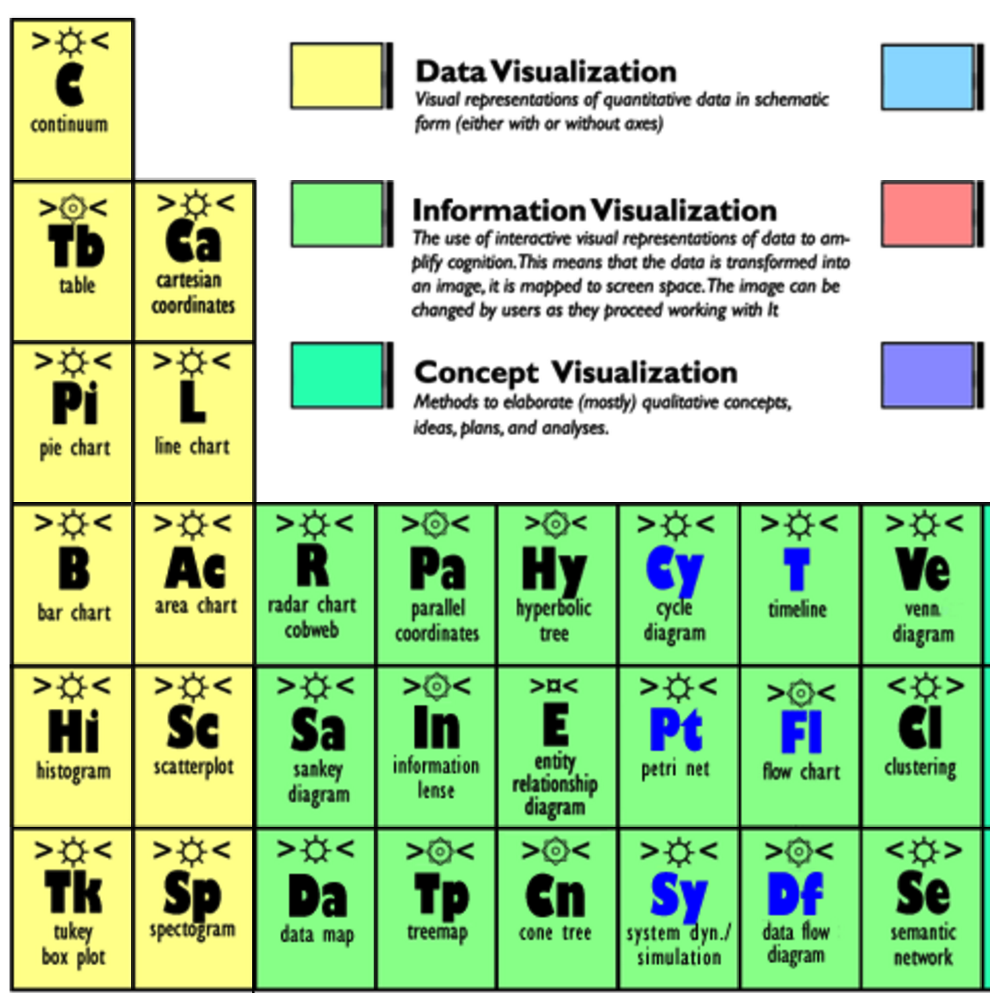 > <
C
continuum
Data Visualization
Visual representations of quantitative data in schematic
form (either with or without axes)
> <
Tb
table
> <
Ca
cartesian
coordinates
Information Visualization
The use of interactive visual representations of data to am-
plify cognition. This means that the data is transformed into
an image, it is mapped to screen space. The image can be
changed by users as they proceed working with It
> <
Pi
pie chart
> <
L
line chart
Concept Visualization
Methods to elaborate (mostly) qualitative concepts,
ideas, plans, and analyses.
> <
B
bar chart
> <
Ac
area chart
> <
R
radar chart
cobweb
> <
Pa
parallel
coordinates
> <
Hy
hyperbolic
tree
> <
Cy
cycle
diagram
> <
T
timeline
> <
Ve
venn
diagram
> <
Hi
histogram
> <
Sc
scatterplot
> <
Sa
sankey
diagram
> <
In
information
lense
>¤<
E
entity
relationship
diagram
> <
Pt
petri net
> <
Fl
flow chart
< >
Cl
clustering
> <
Tk
tukey
box plot
> <
Sp
spectogram
> <
Da
data map
> <
Tp
treemap
> <
Cn
cone tree
> <
Sy
system dyn./
simulation
> <
Df
data flow
diagram
< >
Se
semantic
network